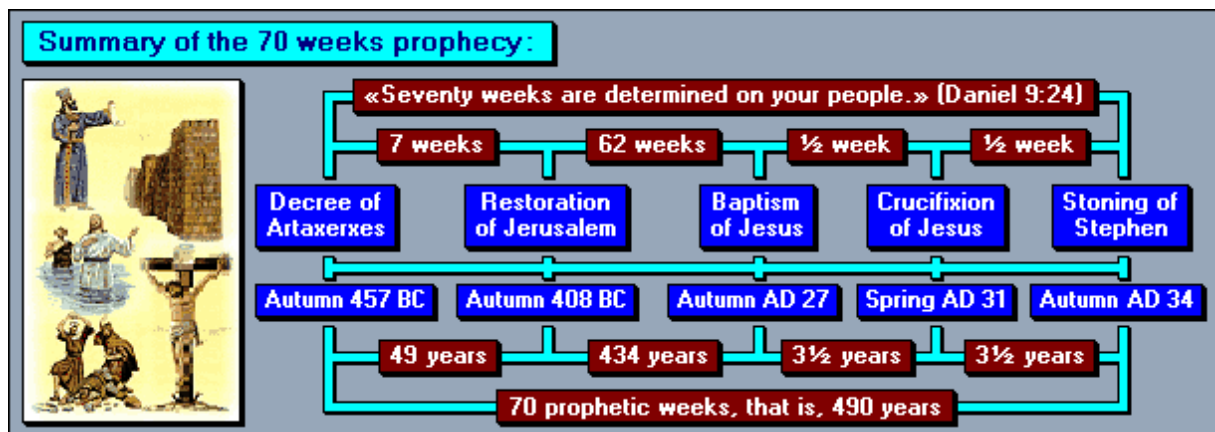 Summary of the 70 weeks prophecy:
«Seventy weeks are determined on your people.» (Daniel 9:24)
7 weeks
62 weeks
½ week
½ week
Decree of
Artaxerxes
Restoration
of Jerusalem
Baptism
of Jesus
Crucifixion
of Jesus
Stoning of
Stephen
Autumn 457 BC
Autumn 408 BC
Autumn AD 27
Spring AD 31
Autumn AD 34
49 years
434 years
3½ years
3½ years
70 prophetic weeks, that is, 490 years